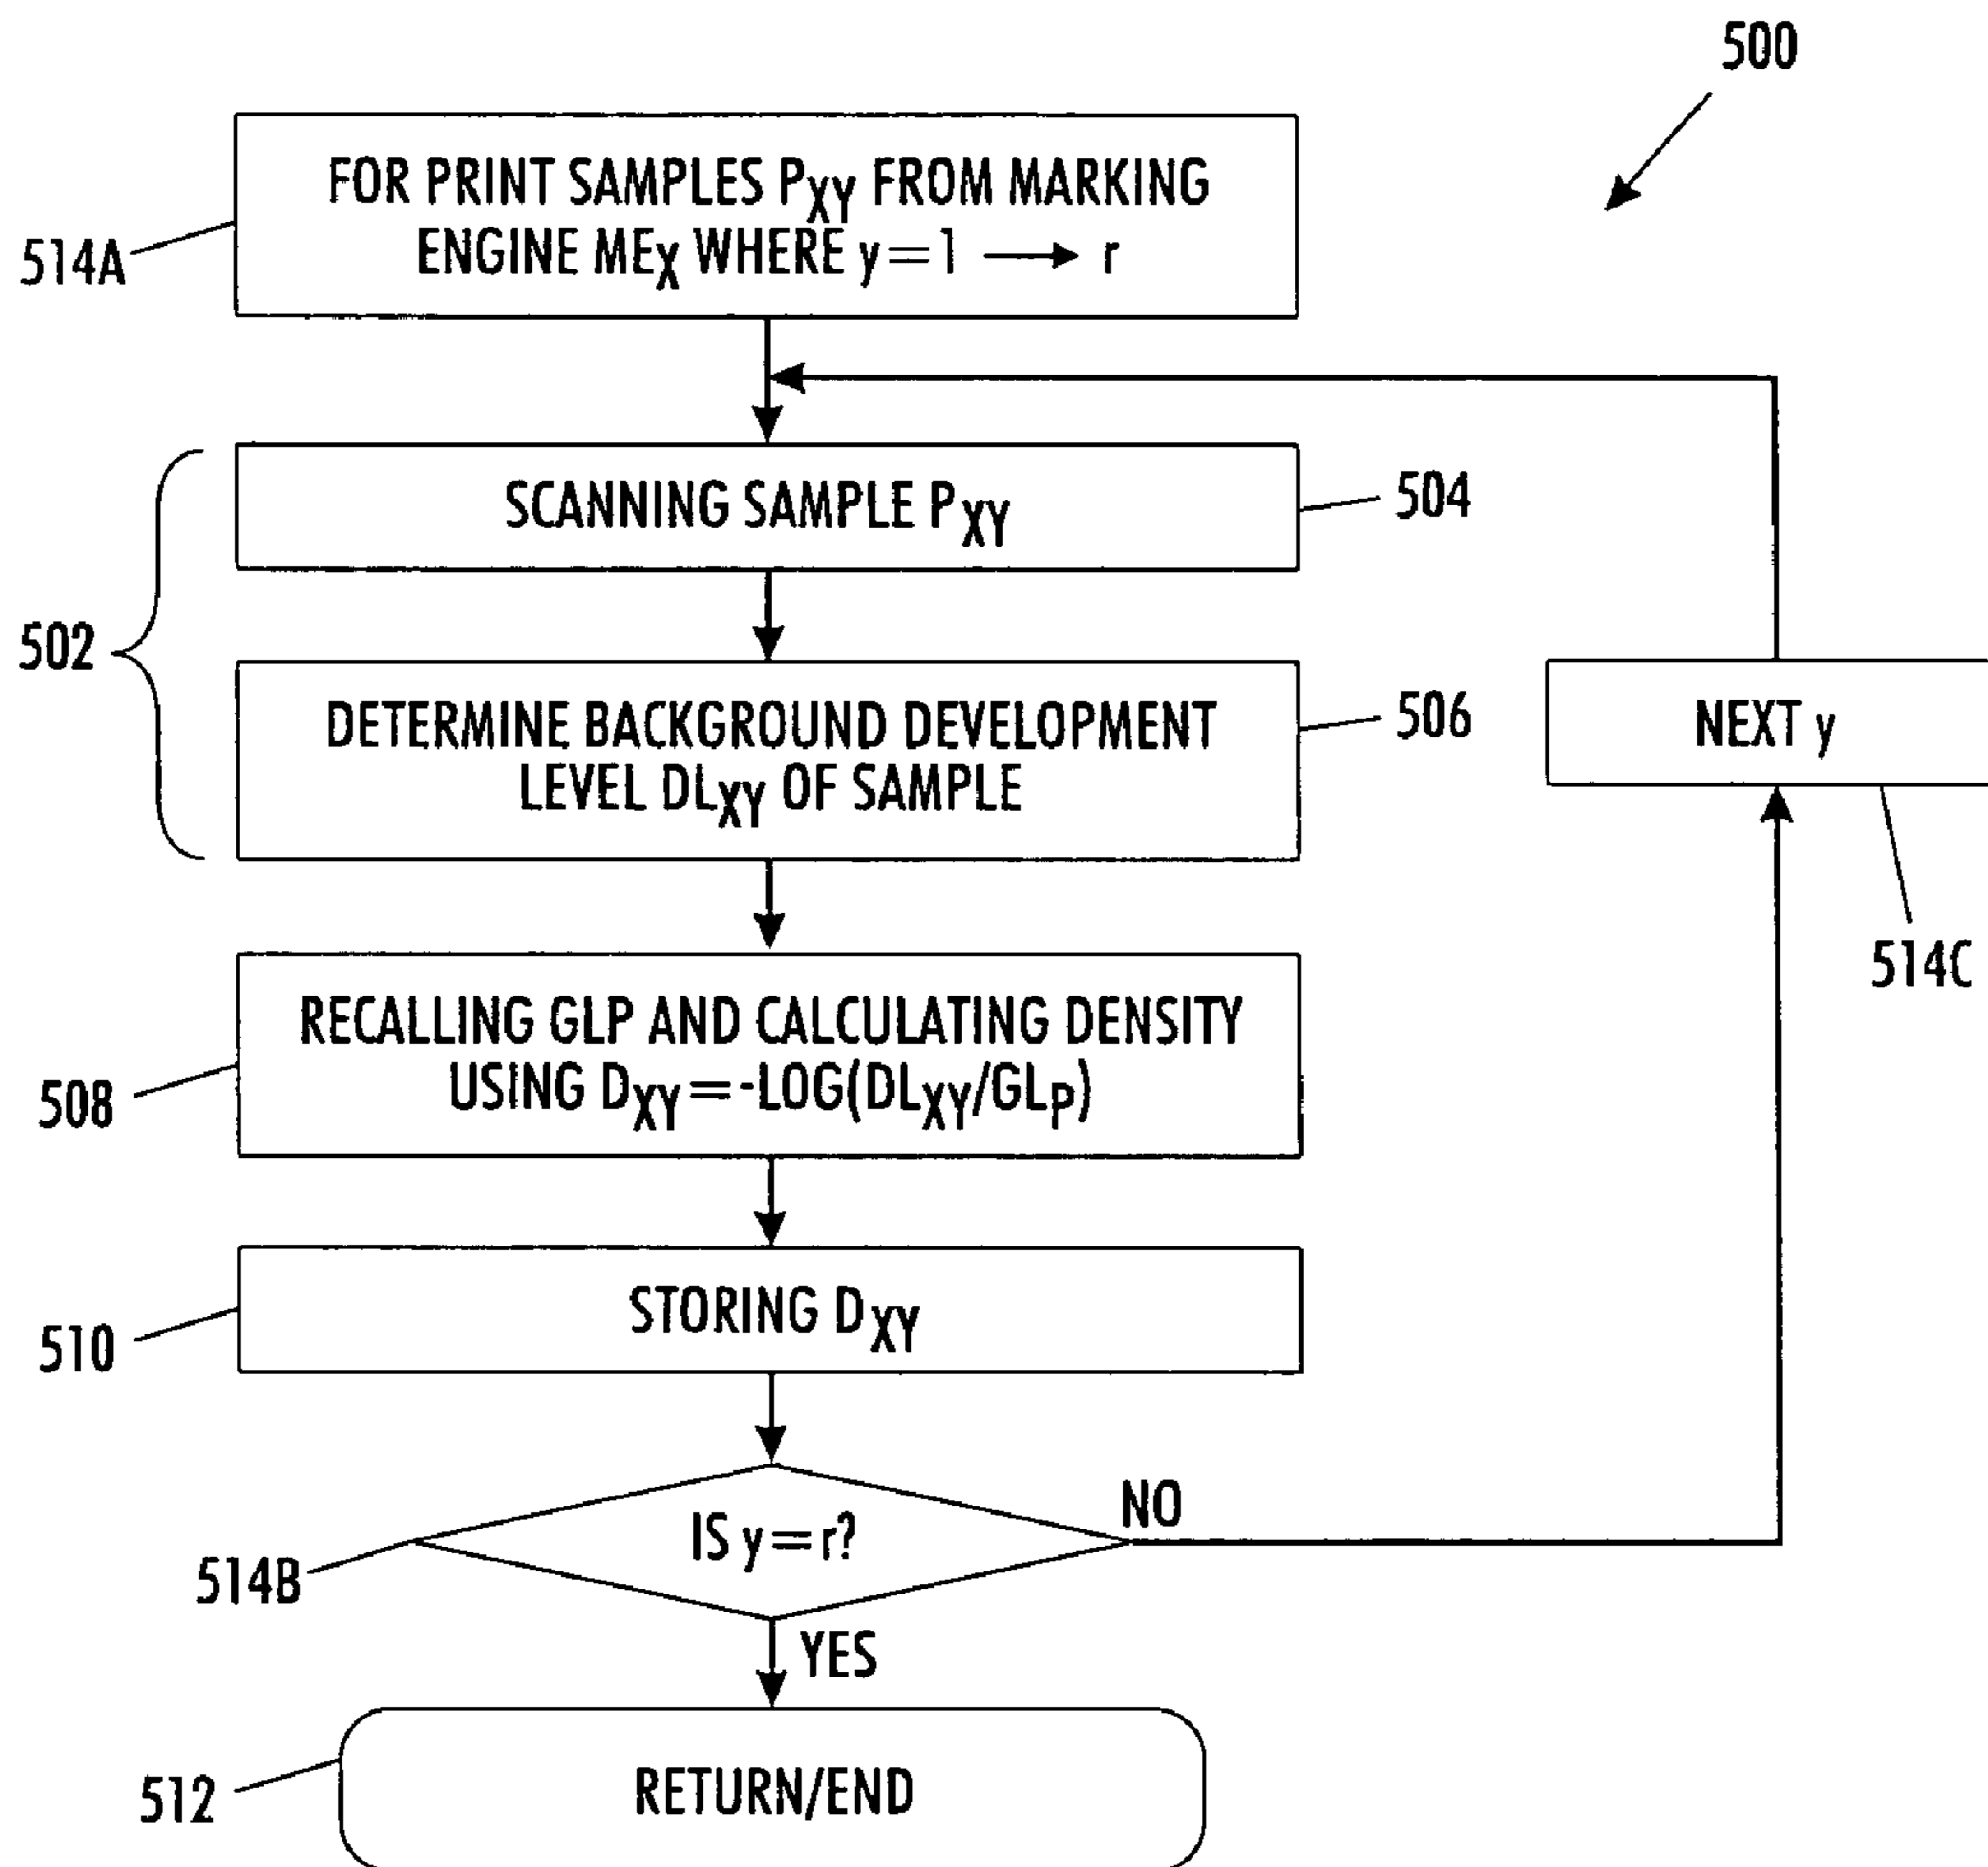 500
FOR PRINT SAMPLES PXY FROM MARKING
ENGINE MEX WHERE y=1 → r
514A
SCANNING SAMPLE PXY
504
502
DETERMINE BACKGROUND DEVELOPMENT
LEVEL DLXY OF SAMPLE
506
NEXT y
514C
RECALLING GLP AND CALCULATING DENSITY
USING DXY=-LOG(DLXY/GLP)
508
STORING DXY
510
IS y=r?
NO
514B
YES
RETURN/END
512